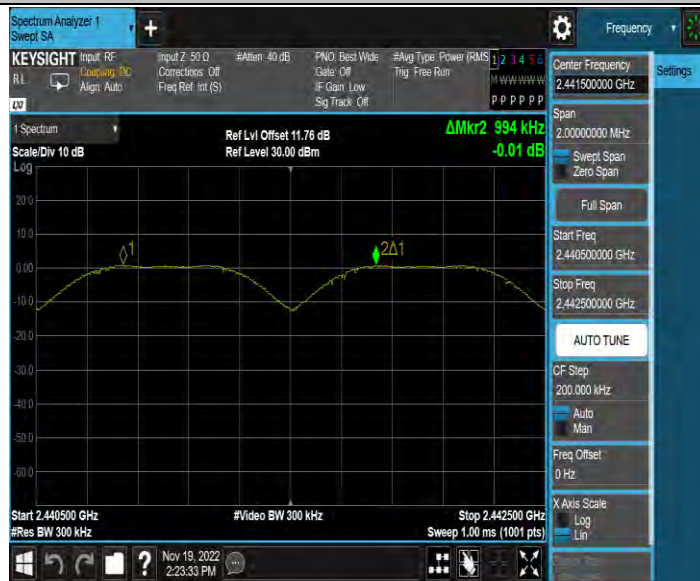 Spectrum Analyzer 1
Swept SA
+
Frequency
KEYSIGHT
RL
LXI
Input: RF
Coupling: DC
Align: Auto
Input Z: 50 Ω
Corrections: Off
Freq Ref: Int (S)
#Atten: 40 dB
PNO: Best Wide
Gate: Off
IF Gain: Low
Sig Track: Off
#Avg Type: Power (RMS
Trig: Free Run
1 2 3 4 5 6
M W W W W W
P P P P P P
Center Frequency
2.441500000 GHz
Settings
Span
2.00000000 MHz
Swept Span
Zero Span
Full Span
Start Freq
2.440500000 GHz
Stop Freq
2.442500000 GHz
AUTO TUNE
CF Step
200.000 kHz
Auto
Man
Freq Offset
0 Hz
X Axis Scale
Log
Lin
1 Spectrum
Scale/Div 10 dB
Ref Lvl Offset 11.76 dB
Ref Level 30.00 dBm
ΔMkr2 994 kHz
-0.01 dB
Log
20.0
10.0
0.00
-10.0
-20.0
-30.0
-40.0
-50.0
-60.0
1
2Δ1
Start 2.440500 GHz
#Res BW 300 kHz
#Video BW 300 kHz
Stop 2.442500 GHz
Sweep 1.00 ms (1001 pts)
?
Nov 19, 2022
2:23:33 PM